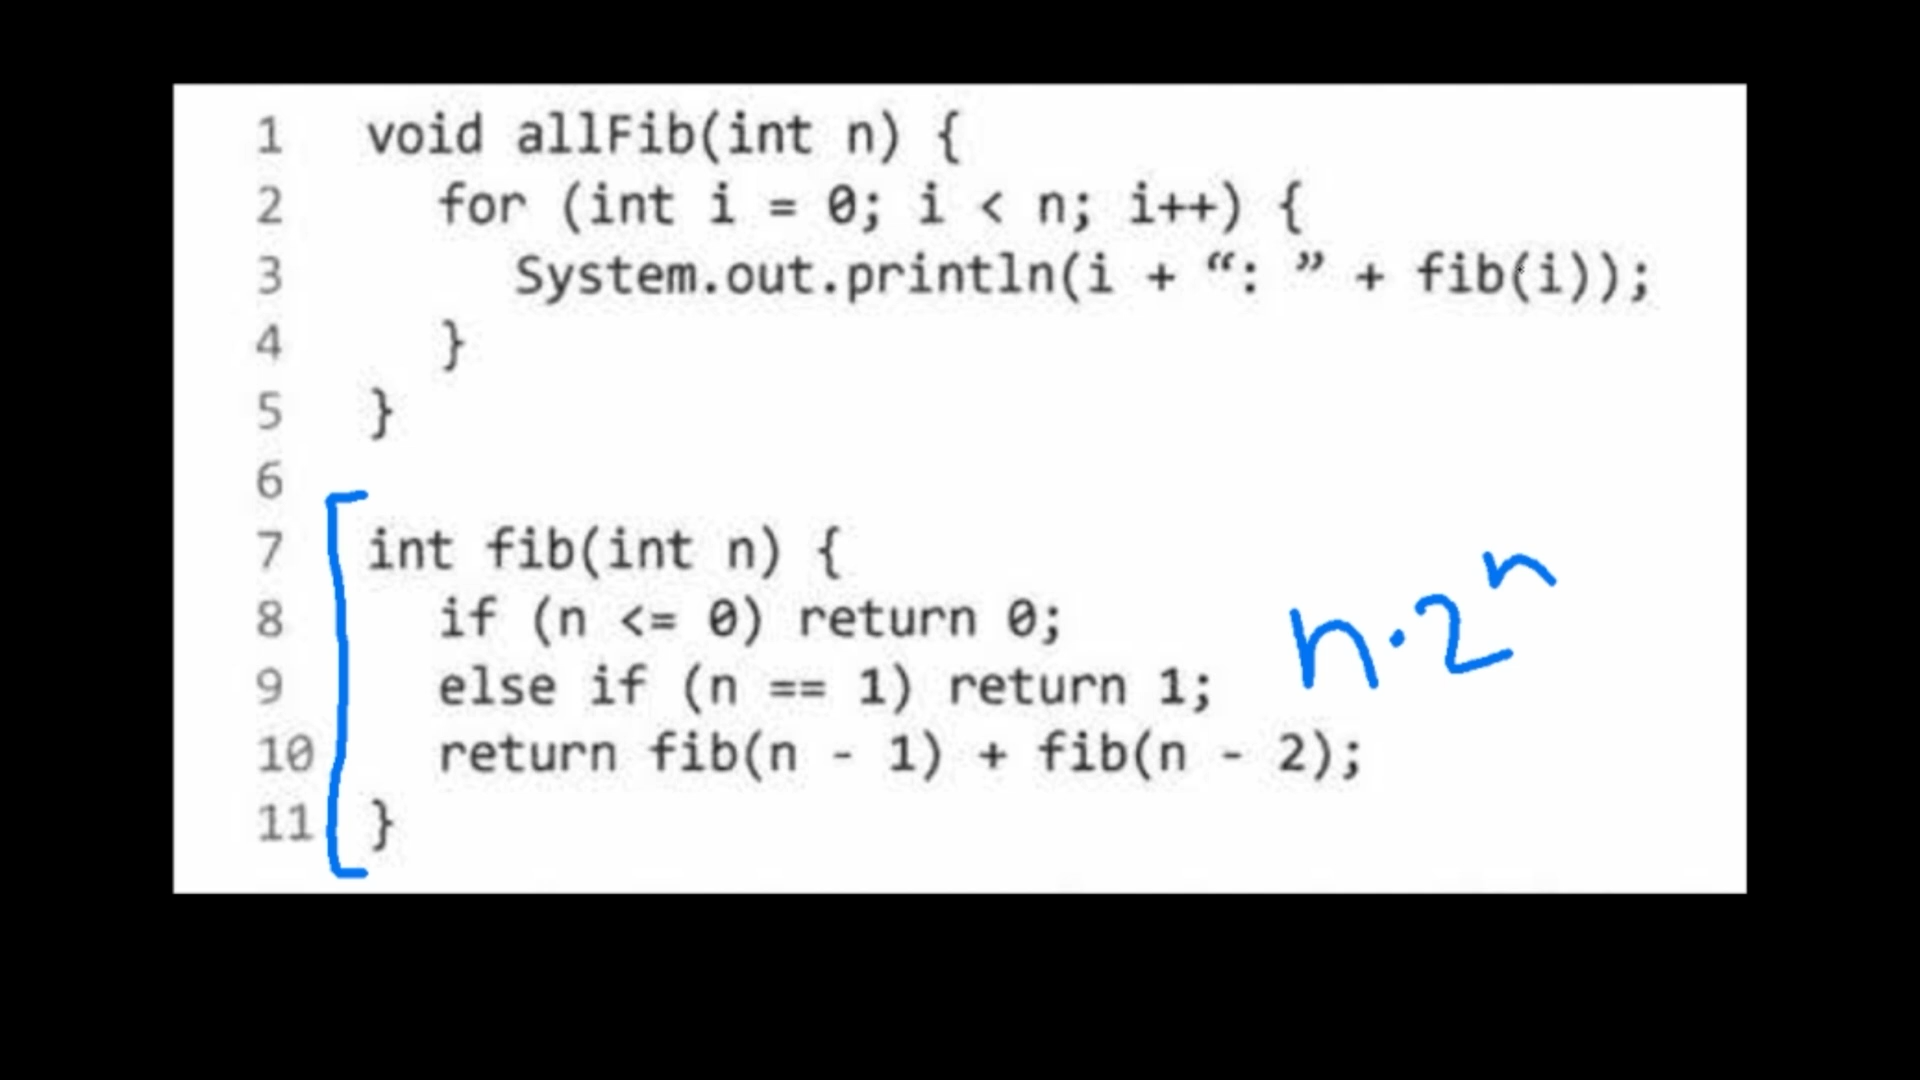 1 void allFib(int n) {
2 for (int i = 0; i < n; i++) {
3 System.out.println(i + “: ” + fib(i));
4 }
5 }
6
7 int fib(int n) {
8 if (n <= 0) return 0;
9 else if (n == 1) return 1;
10 return fib(n - 1) + fib(n - 2);
11 }
n·2ⁿ